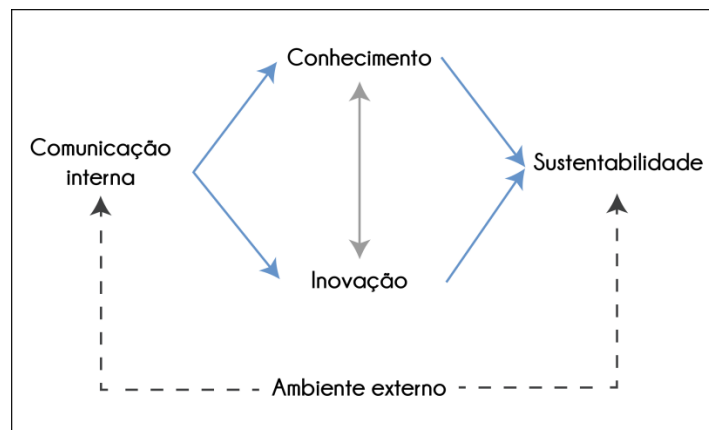 Conhecimento
Comunicação
interna
Sustentabilidade
Inovação
Ambiente externo